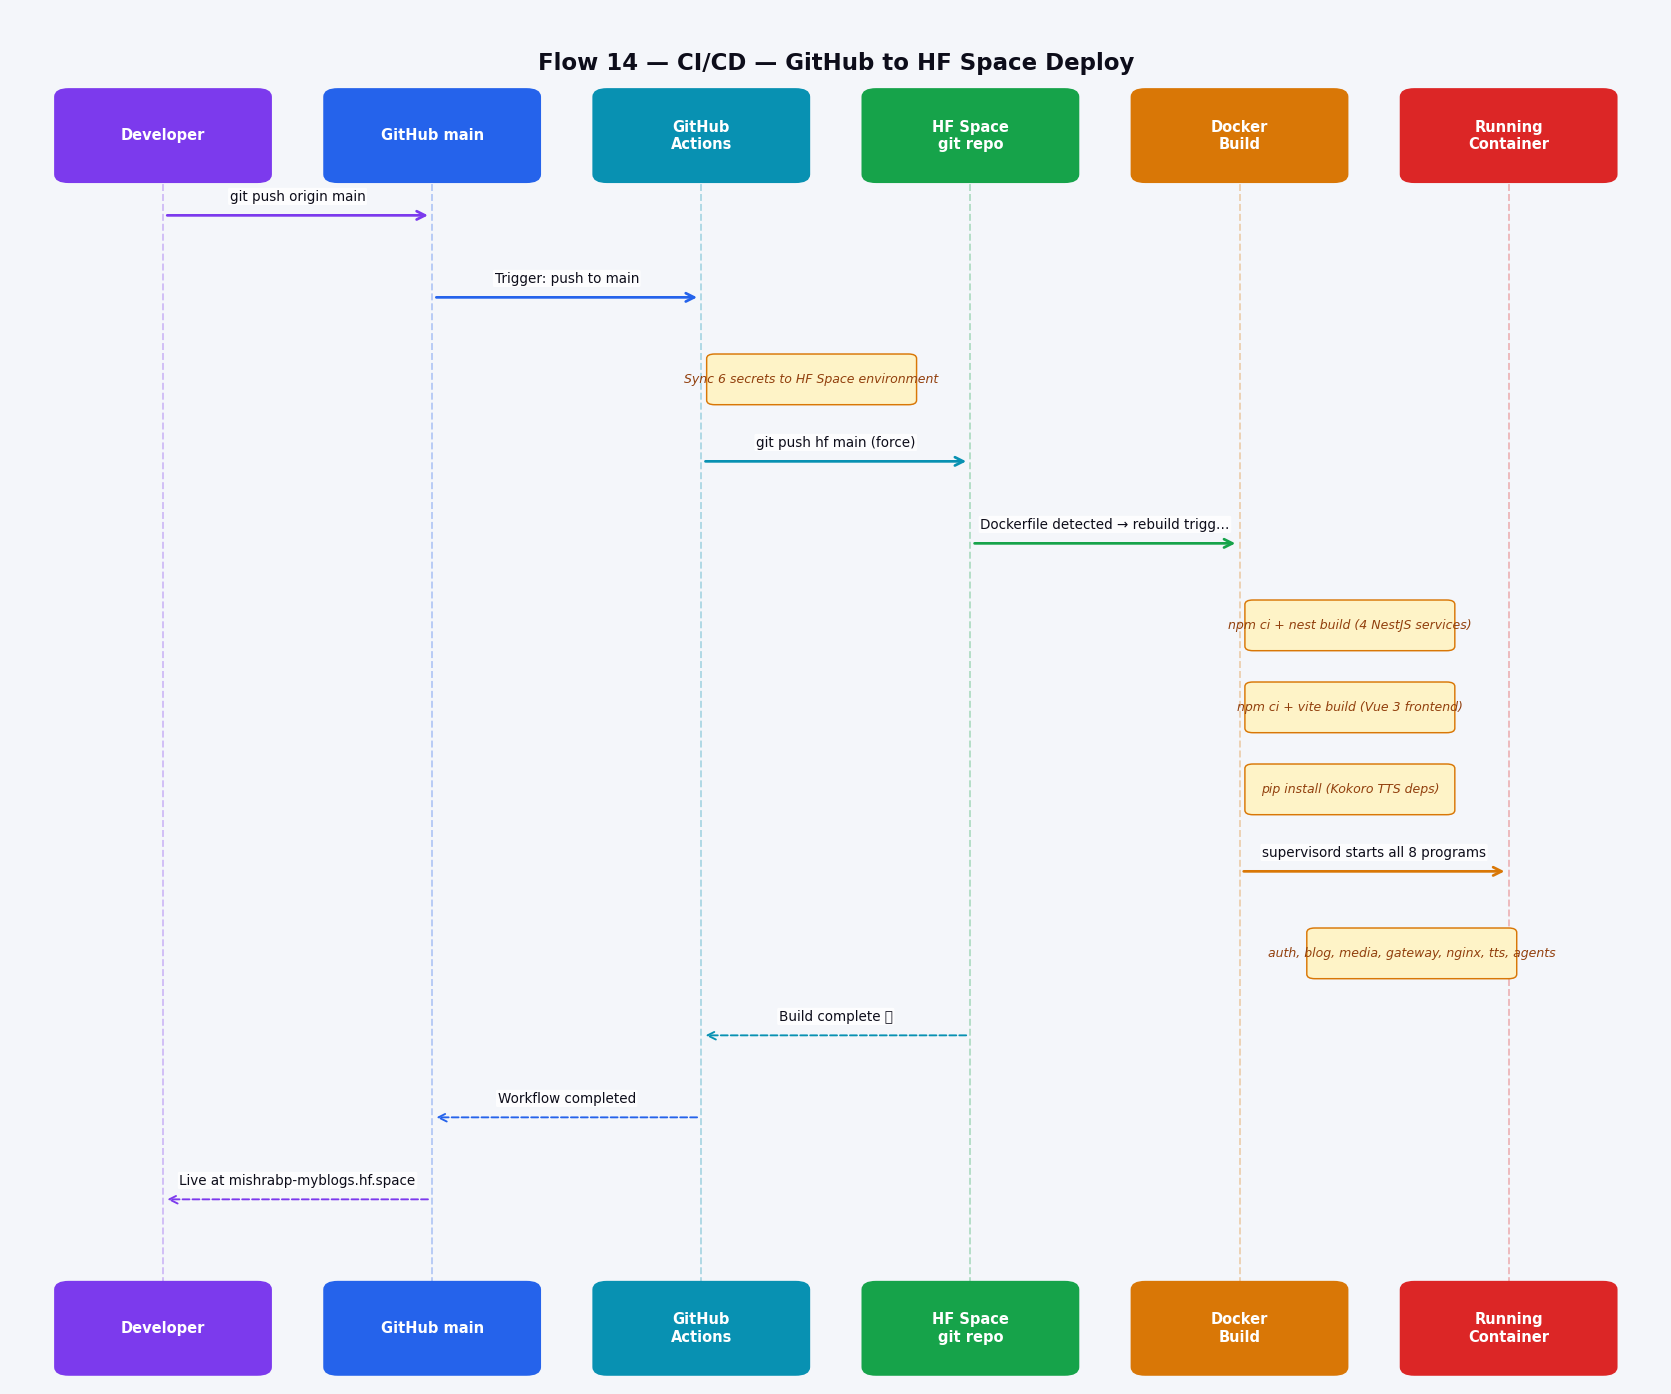 Flow 14 — CI/CD — GitHub to HF Space Deploy
Developer
GitHub main
GitHub
Actions
HF Space
git repo
Docker
Build
Running
Container
git push origin main
Trigger: push to main
Sync 6 secrets to HF Space environment
git push hf main (force)
Dockerfile detected → rebuild trigg...
npm ci + nest build (4 NestJS services)
npm ci + vite build (Vue 3 frontend)
pip install (Kokoro TTS deps)
supervisord starts all 8 programs
auth, blog, media, gateway, nginx, tts, agents
Build complete
Workflow completed
Live at mishrabp-myblogs.hf.space
Developer
GitHub main
GitHub
Actions
HF Space
git repo
Docker
Build
Running
Container